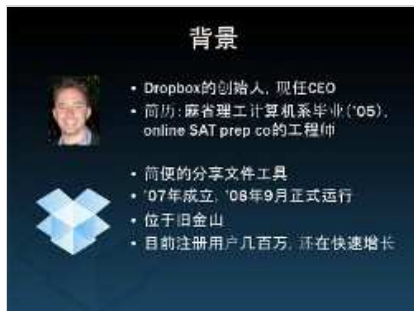 背景
• Dropbox的创始人, 现任CEO
• 简历:麻省理工计算机系毕业('05),
online SAT prep co的工程师
• 简便的分享文件工具
• '07年成立, '08年9月正式运行
• 位于旧金山
• 目前注册用户几百万, 还在快速增长